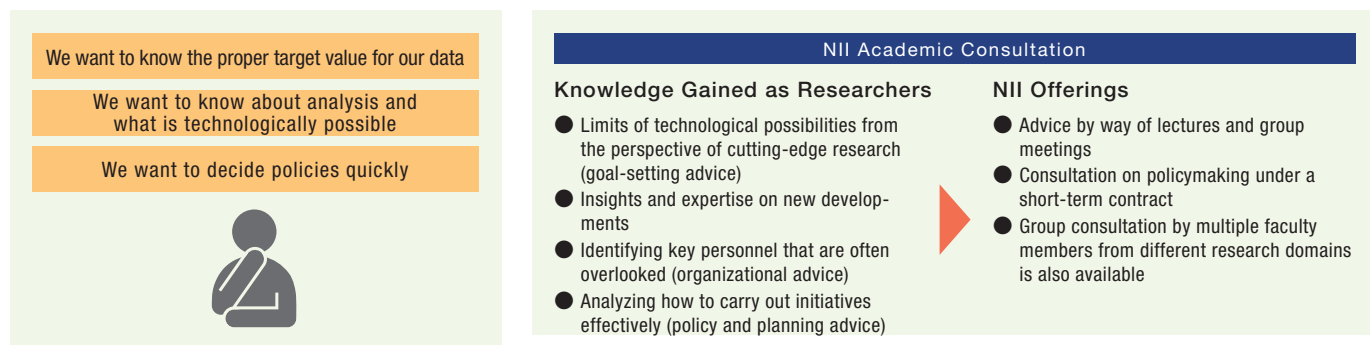 We want to know the proper target value for our data
We want to know about analysis and
what is technologically possible
We want to decide policies quickly
NII Academic Consultation
Knowledge Gained as Researchers
● Limits of technological possibilities from
the perspective of cutting-edge research
(goal-setting advice)
● Insights and expertise on new develop-
ments
● Identifying key personnel that are often
overlooked (organizational advice)
● Analyzing how to carry out initiatives
effectively (policy and planning advice)
NII Offerings
● Advice by way of lectures and group
meetings
● Consultation on policymaking under a
short-term contract
● Group consultation by multiple faculty
members from different research domains
is also available